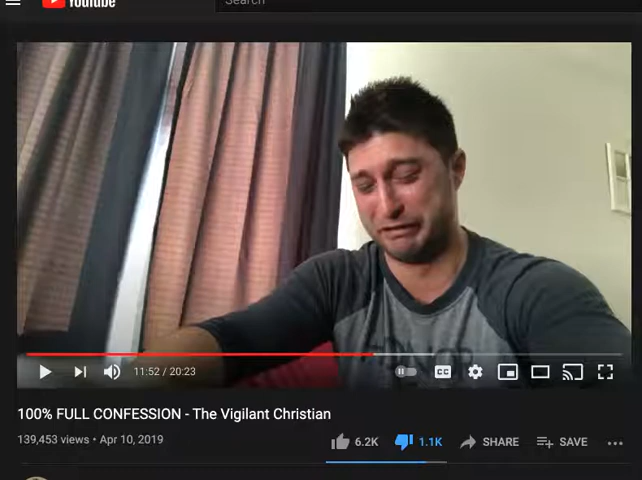 YouTube
Search
11:52 / 20:23
CC
100% FULL CONFESSION - The Vigilant Christian
139,453 views • Apr 10, 2019
6.2K
1.1K
SHARE
SAVE